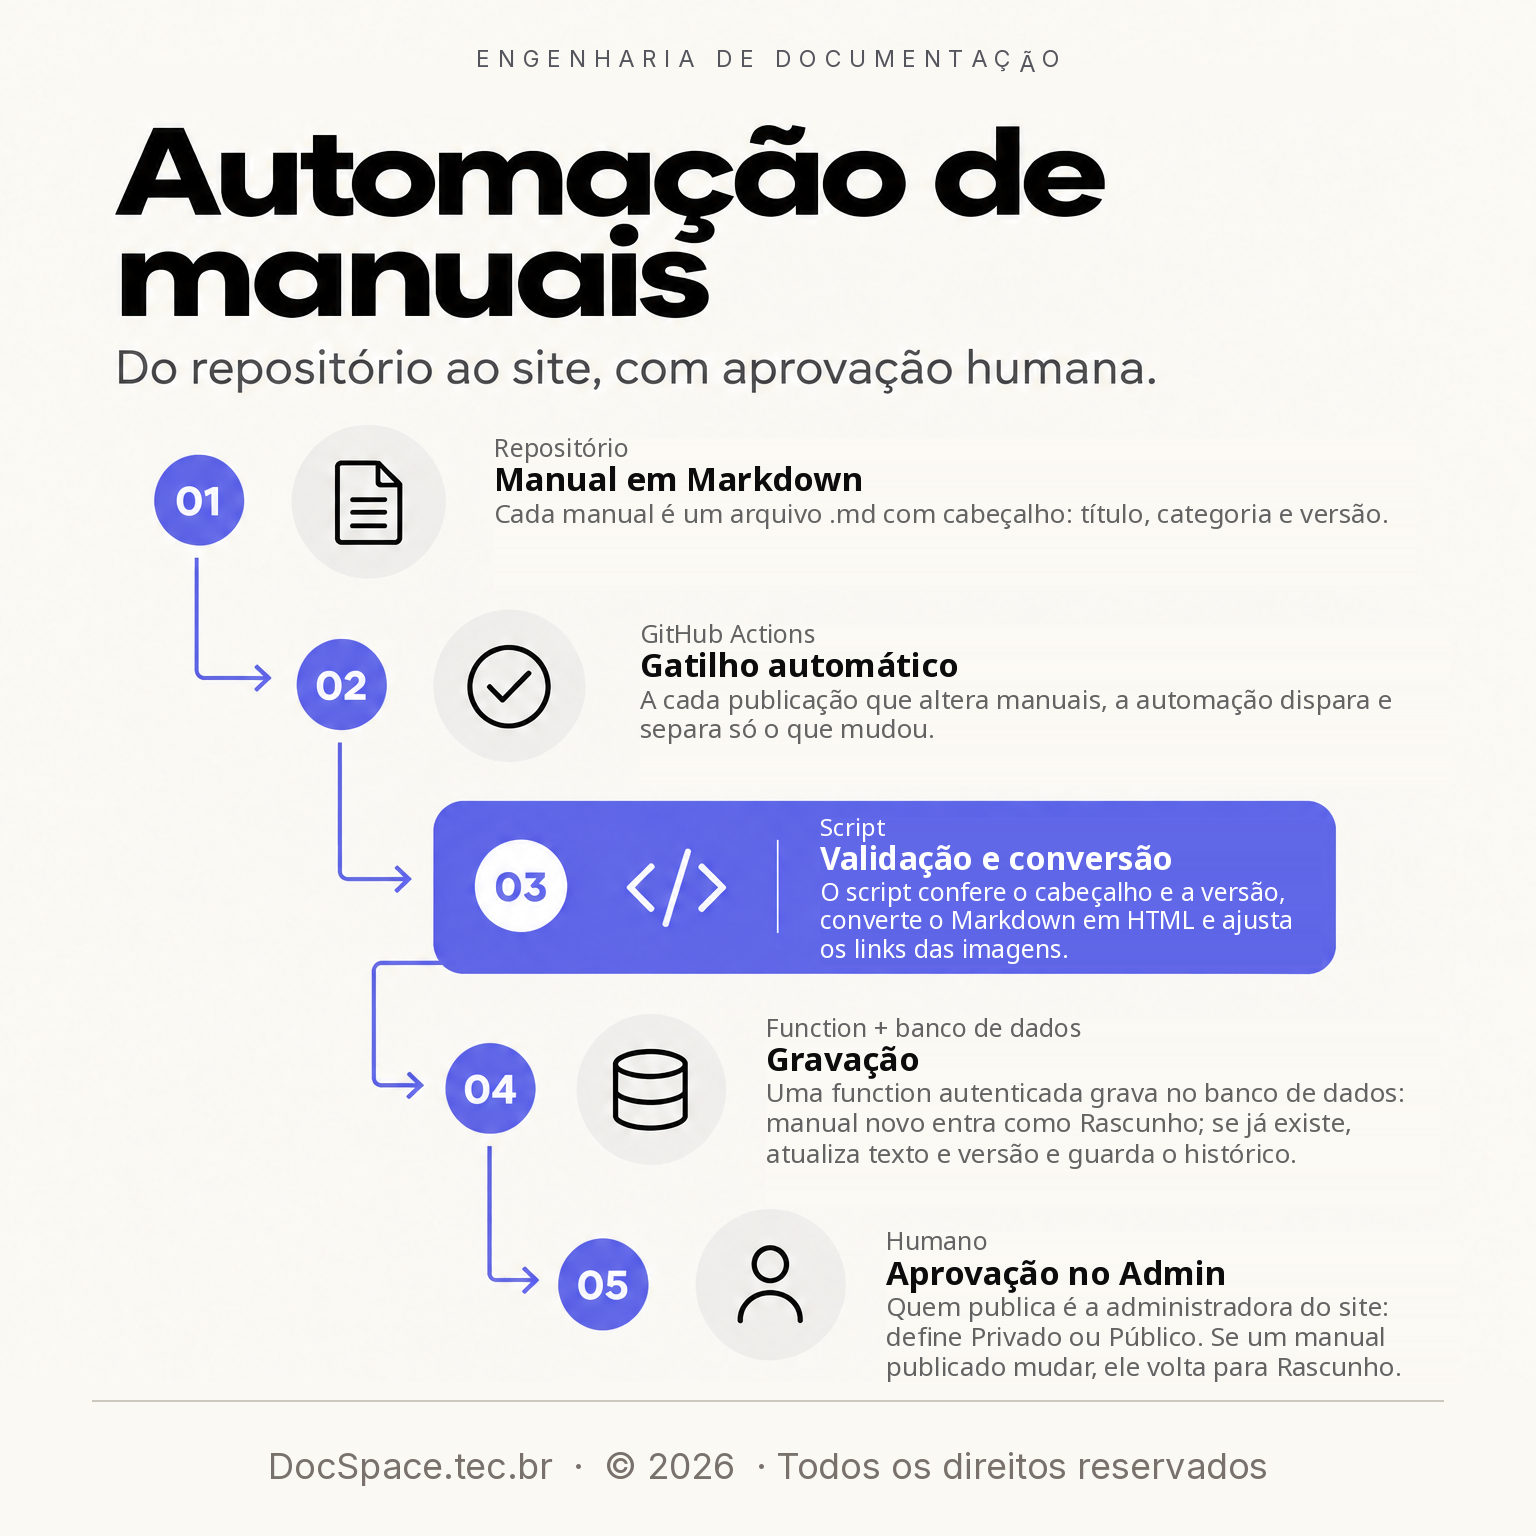 ENGENHARIA DE DOCUMENTAÇÃO
Automação de
manuais
Do repositório ao site, com aprovação humana.
01
Repositório
Manual em Markdown
Cada manual é um arquivo .md com cabeçalho: título, categoria e versão.
02
GitHub Actions
Gatilho automático
A cada publicação que altera manuais, a automação dispara e
separa só o que mudou.
03
</>
Script
Validação e conversão
O script confere o cabeçalho e a versão,
converte o Markdown em HTML e ajusta
os links das imagens.
04
Function + banco de dados
Gravação
Uma function autenticada grava no banco de dados:
manual novo entra como Rascunho; se já existe,
atualiza texto e versão e guarda o histórico.
05
Humano
Aprovação no Admin
Quem publica é a administradora do site:
define Privado ou Público. Se um manual
publicado mudar, ele volta para Rascunho.
DocSpace.tec.br · © 2026 · Todos os direitos reservados